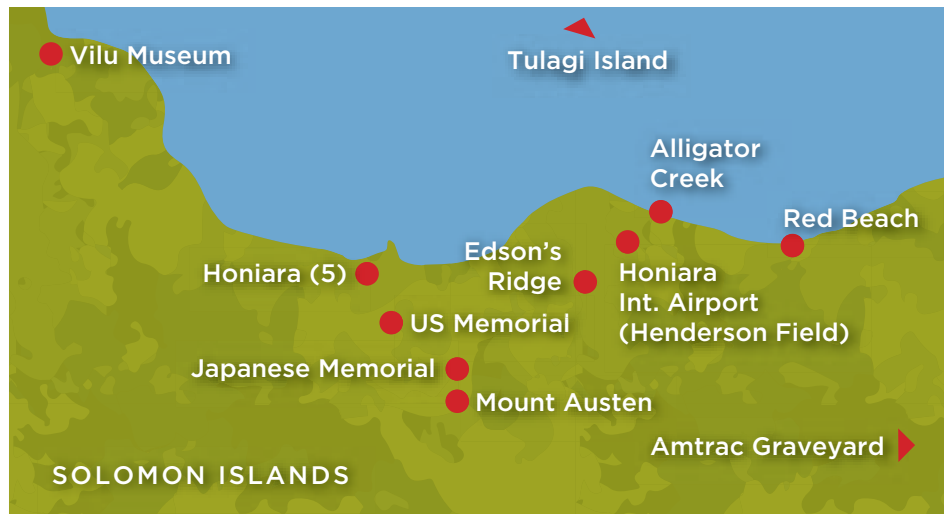 Vilu Museum
Tulagi Island
Alligator
Creek
Red Beach
Edson’s
Ridge
Honiara (5)
Honiara
Int. Airport
(Henderson Field)
US Memorial
Japanese Memorial
Mount Austen
Amtrac Graveyard
SOLOMON ISLANDS